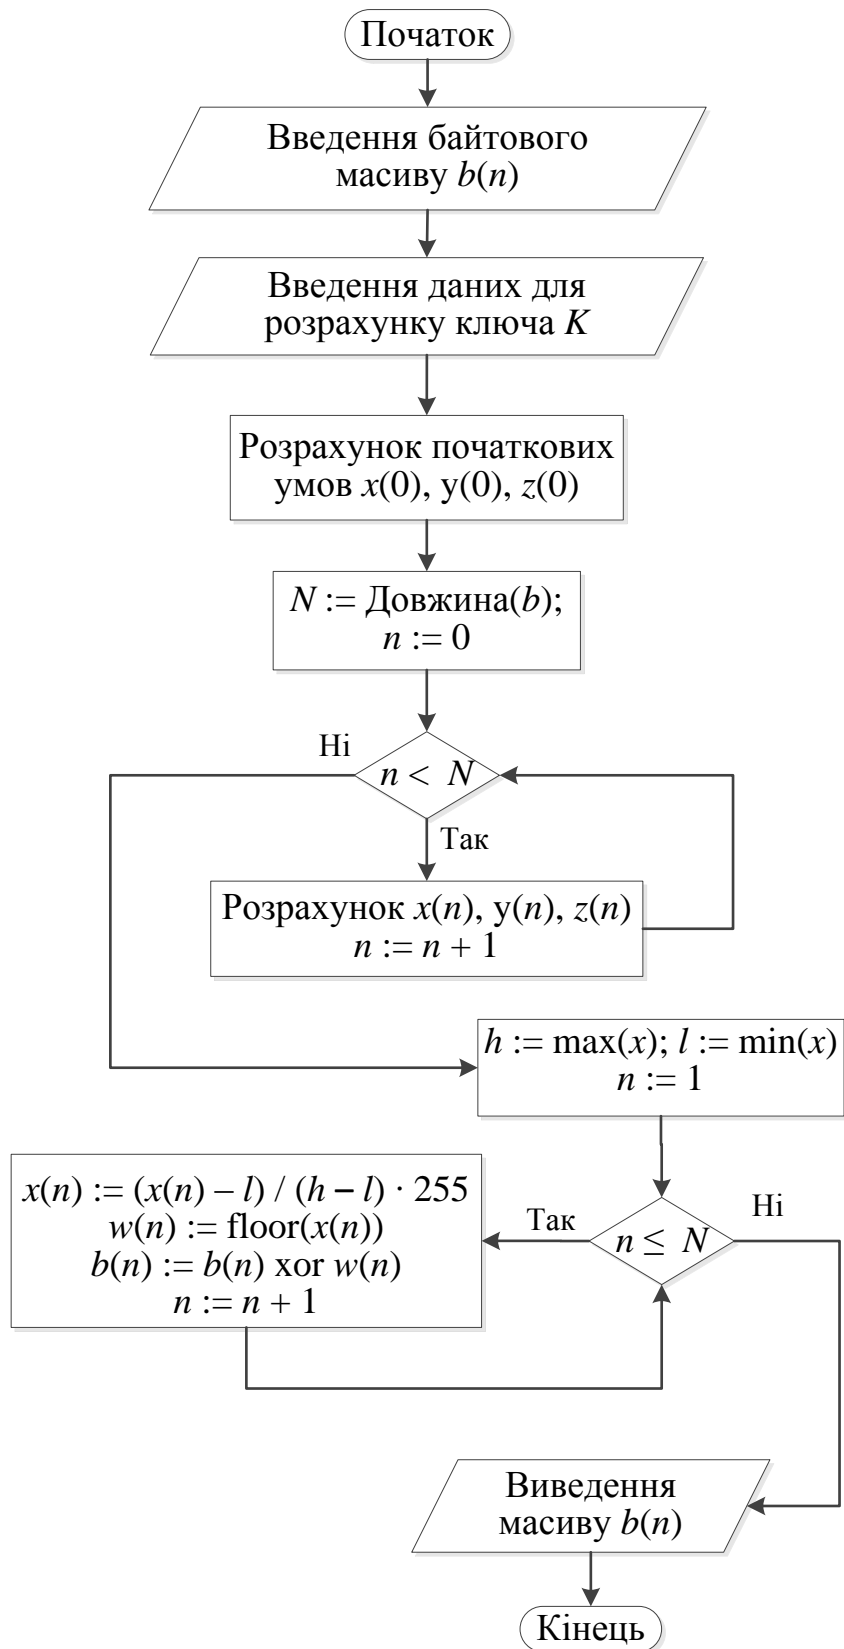 Початок
Введення байтового
масиву b(n)
Введення даних для
розрахунку ключа K
Розрахунок початкових
умов x(0), y(0), z(0)
N := Довжина(b);
n := 0
Ні
n < N
Так
Розрахунок x(n), y(n), z(n)
n := n + 1
h := max(x); l := min(x)
n := 1
x(n) := (x(n) – l) / (h – l) · 255
w(n) := floor(x(n))
b(n) := b(n) xor w(n)
n := n + 1
Так
n ≤ N
Ні
Виведення
масиву b(n)
Кінець